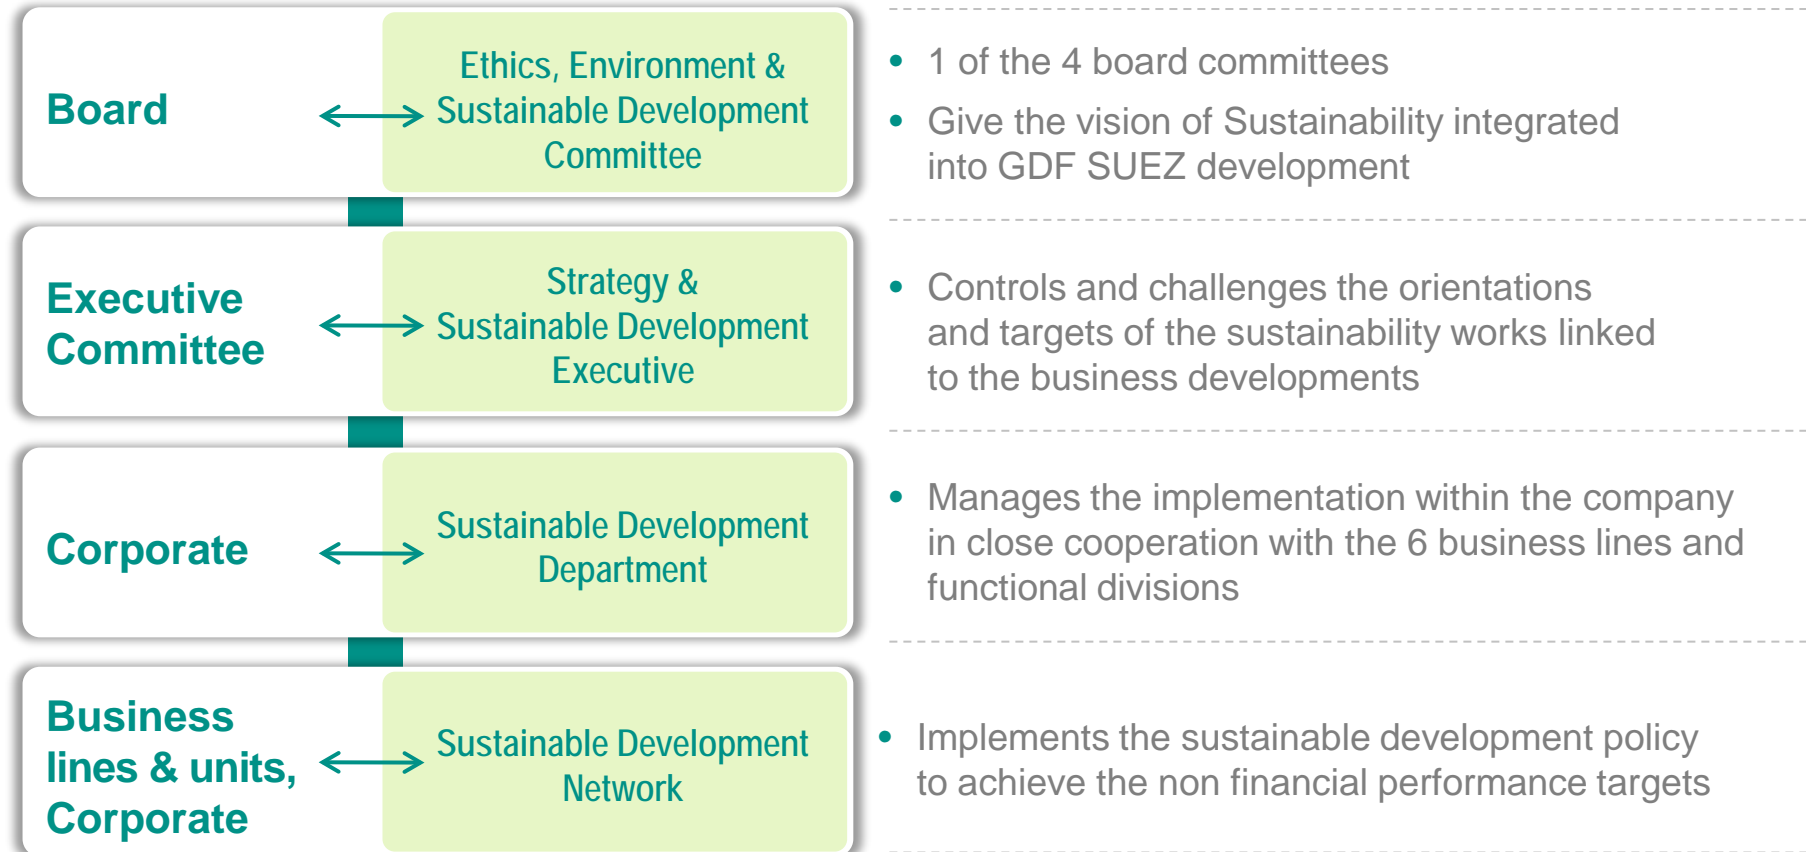 Board
Ethics, Environment &
Sustainable Development
Committee
• 1 of the 4 board committees
• Give the vision of Sustainability integrated
into GDF SUEZ development
Executive
Committee
Strategy &
Sustainable Development
Executive
• Controls and challenges the orientations
and targets of the sustainability works linked
to the business developments
Corporate
Sustainable Development
Department
• Manages the implementation within the company
in close cooperation with the 6 business lines and
functional divisions
Business
lines & units,
Corporate
Sustainable Development
Network
• Implements the sustainable development policy
to achieve the non financial performance targets